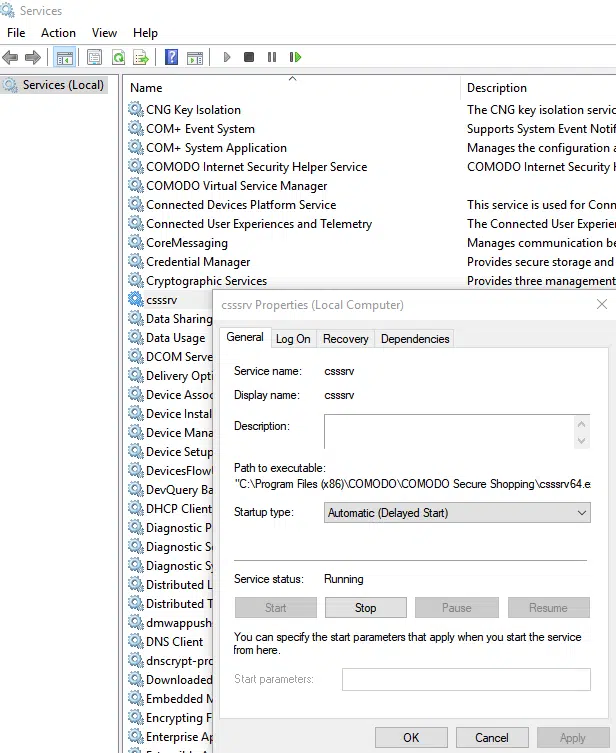 Services
File Action View Help
Services (Local)
Name Description
CNG Key Isolation The CNG key isolation servic
COM+ Event System Supports System Event Notif
COM+ System Application Manages the configuration a
COMODO Internet Security Helper Service COMODO Internet Security H
COMODO Virtual Service Manager
Connected Devices Platform Service This service is used for Conn
Connected User Experiences and Telemetry The Connected User Experien
CoreMessaging Manages communication be
Credential Manager Provides secure storage and
Cryptographic Services Provides three management
csssrv
Data Sharing
Data Usage
DCOM Serve
Delivery Opti
Device Assoc
Device Instal
Device Mana
Device Setup
DevicesFlowU
DevQuery Ba
DHCP Client
Diagnostic P
Diagnostic Se
Diagnostic Sy
Distributed L
Distributed T
dmwappush
DNS Client
dnscrypt-pro
Downloaded
Embedded M
Encrypting F
Enterprise Ap
csssrv Properties (Local Computer)
General Log On Recovery Dependencies
Service name: csssrv
Display name: csssrv
Description:
Path to executable:
"C:\Program Files (x86)\COMODO\COMODO Secure Shopping\csssrv64.e
Startup type: Automatic (Delayed Start)
Service status: Running
Start Stop Pause Resume
You can specify the start parameters that apply when you start the service
from here.
Start parameters:
OK Cancel Apply